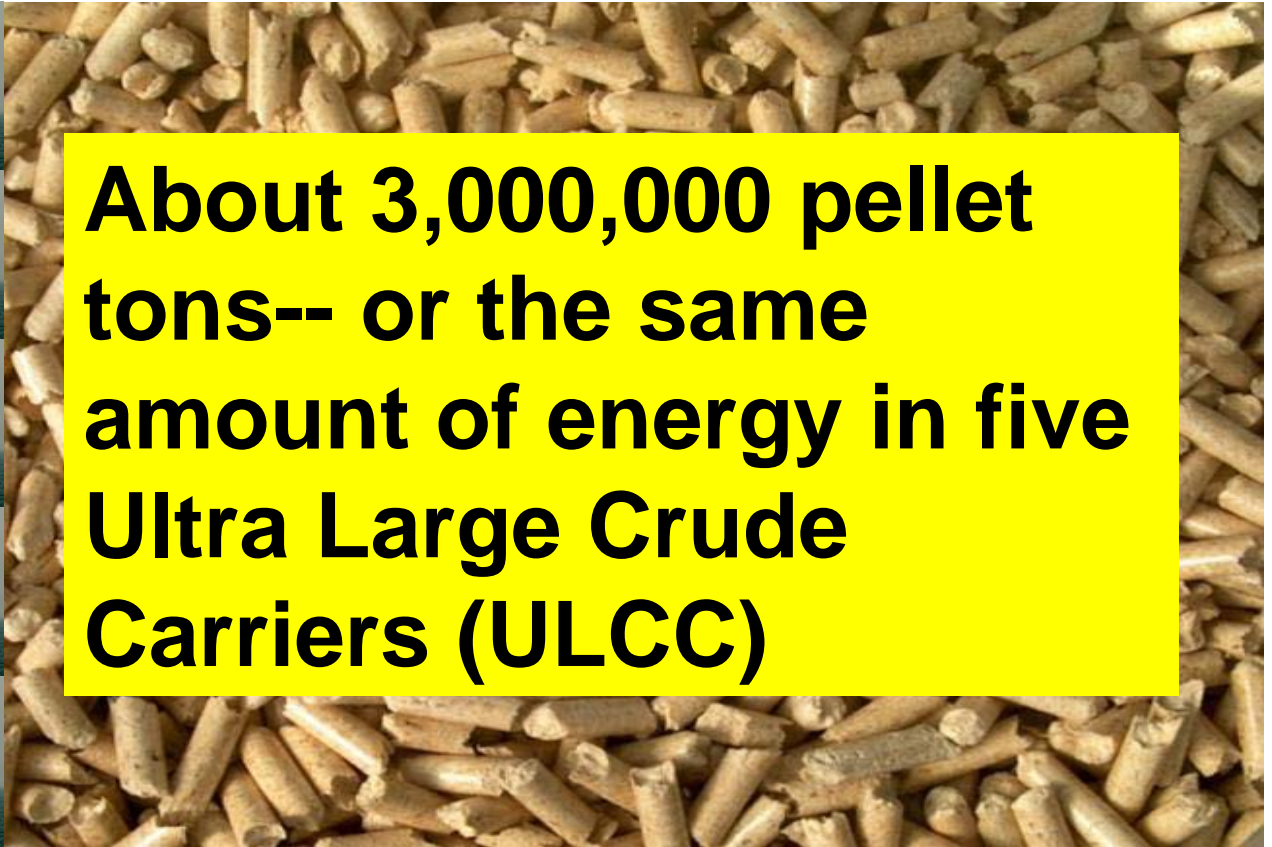 About 3,000,000 pellet
tons-- or the same
amount of energy in five
Ultra Large Crude
Carriers (ULCC)